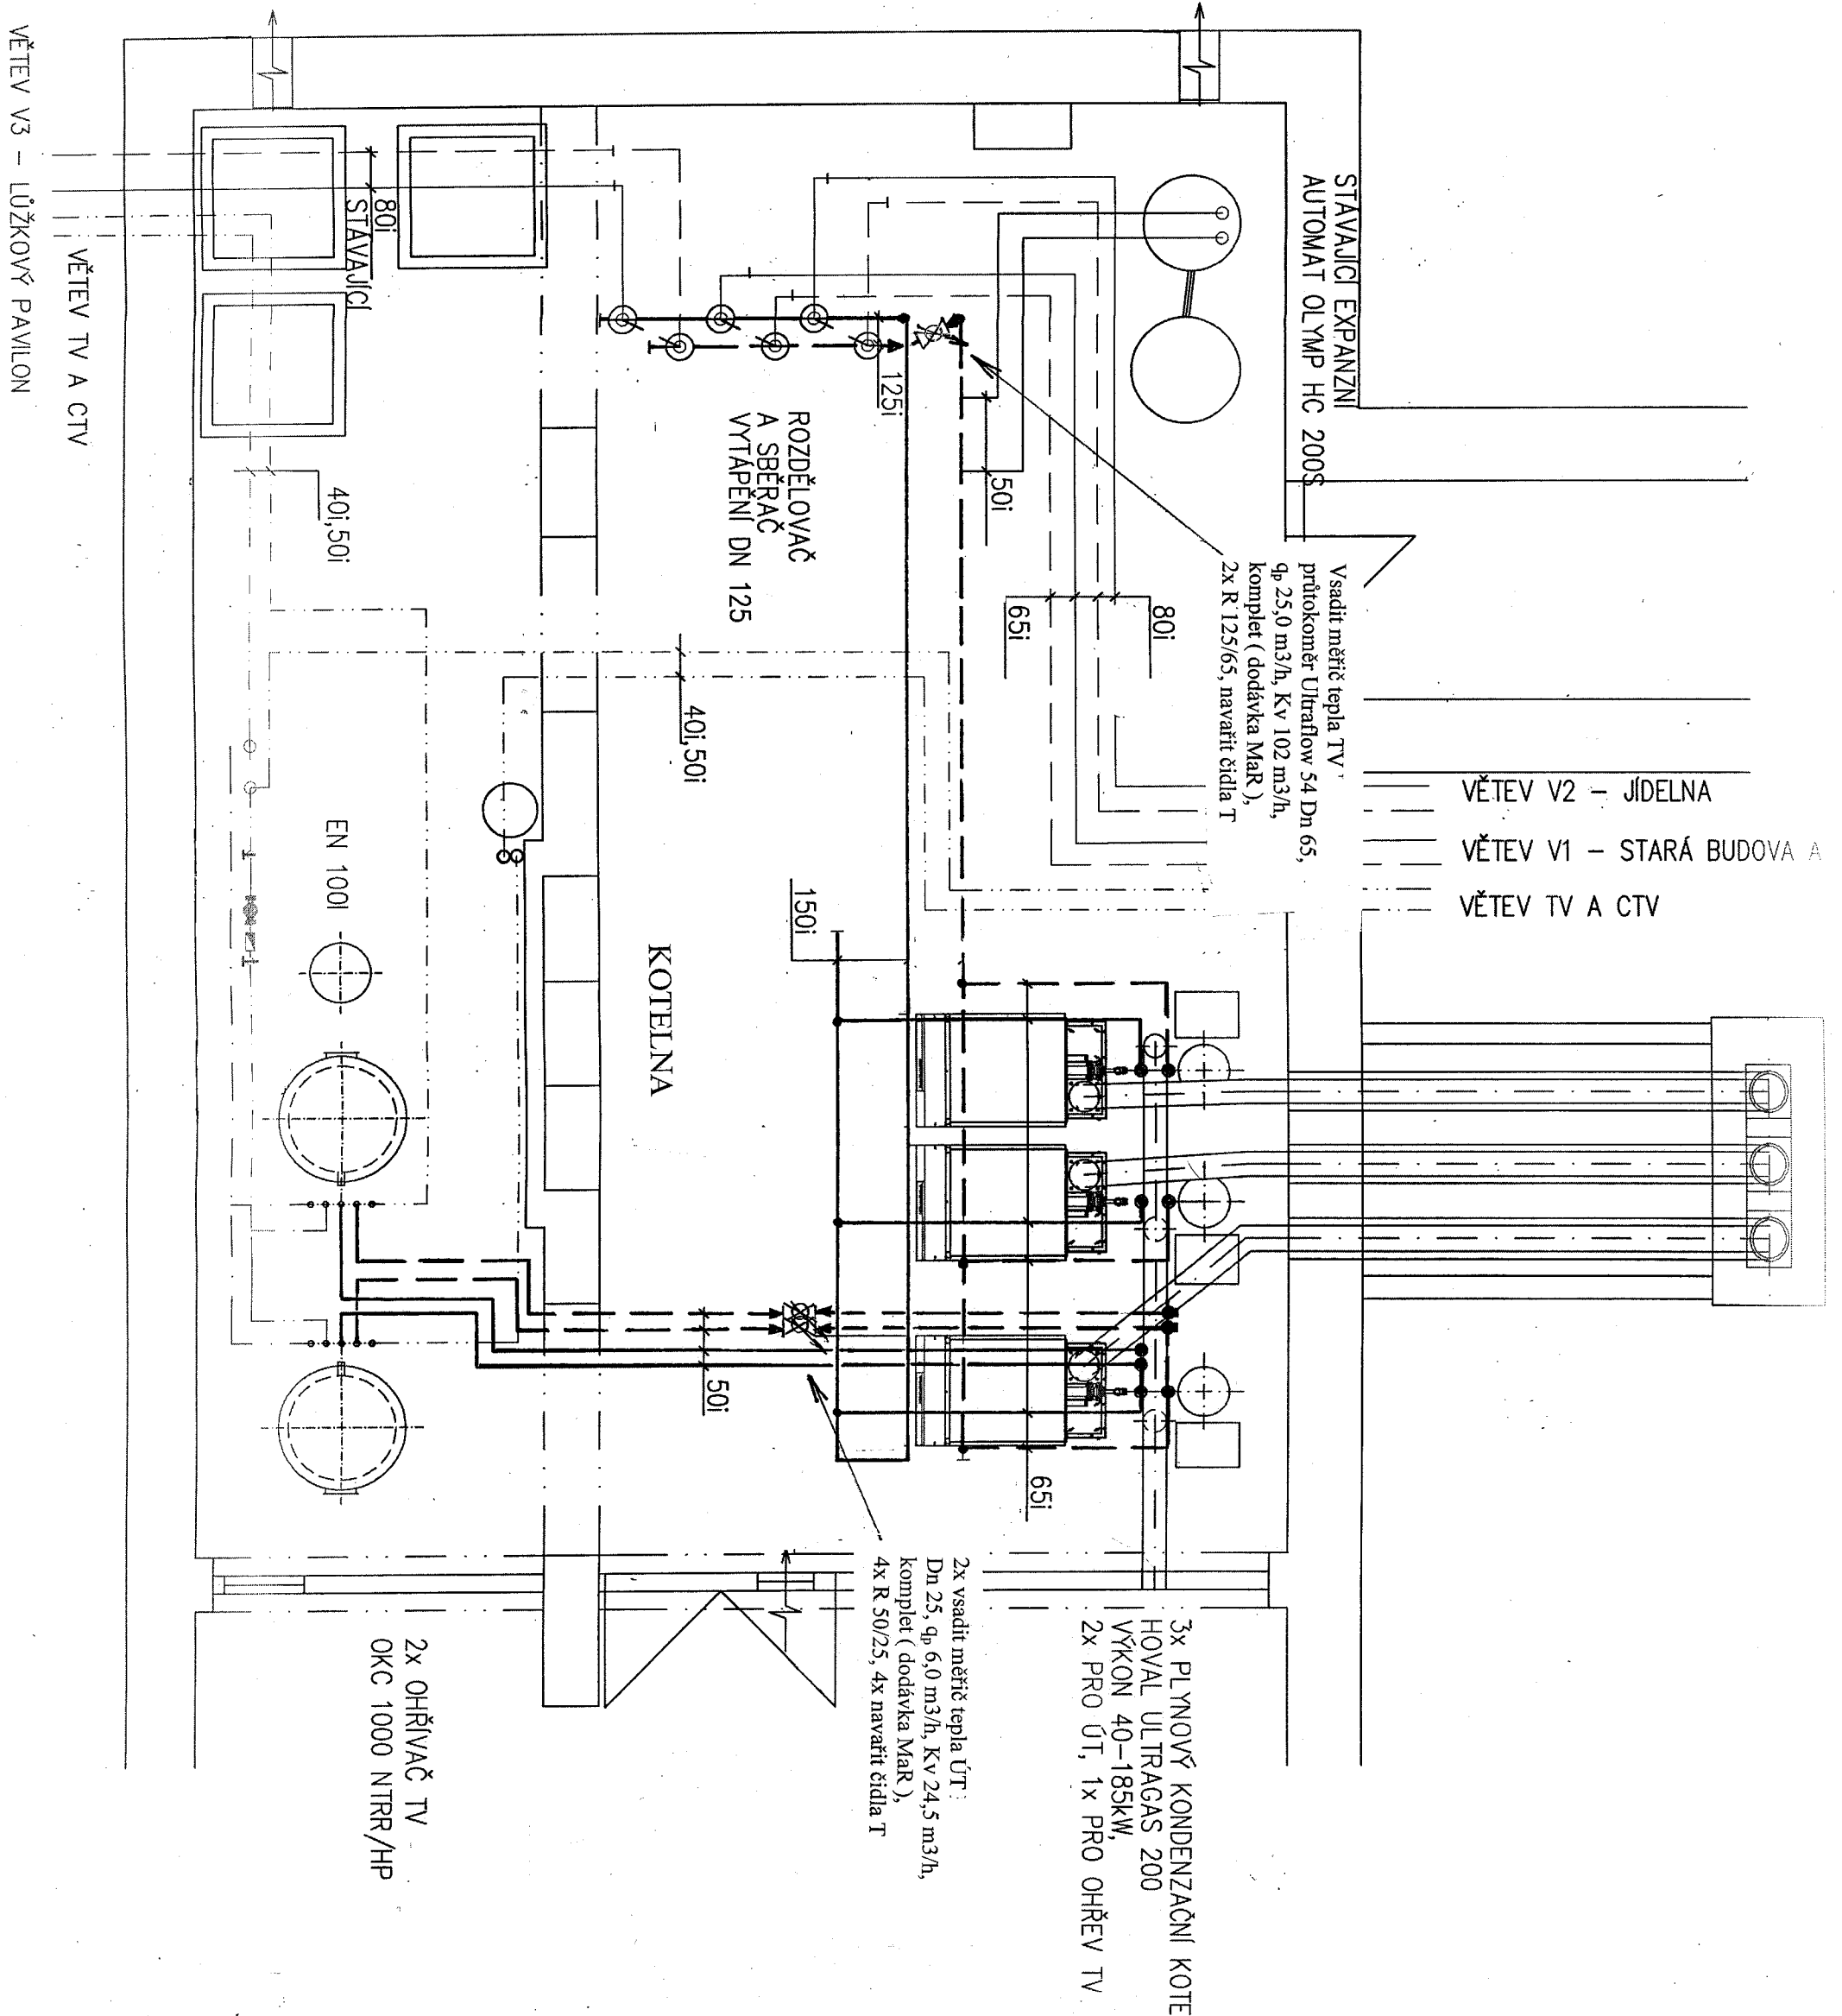 STÁVAJÍCÍ EXPANZNÍ
AUTOMAT OLYMP HC 200S
Vsadit měřič tepla TV
průtokoměr Ultraflow 54 Dn 65,
qp 25,0 m3/h, Kv 102 m3/h,
komplet ( dodávka MaR ),
2x R 125/65, navařit čidla T
VĚTEV V2 – JÍDELNA
VĚTEV V1 – STARÁ BUDOVA A
VĚTEV TV A CTV
80i
65i
50i
125i
ROZDĚLOVAČ
A SBĚRAČ
VYTÁPĚNÍ DN 125
80i
STÁVAJÍCÍ
VĚTEV TV A CTV
VĚTEV V3 – LŮŽKOVÝ PAVILON
40i,50i
40i,50i
EN 100l
150i
KOTELNA
50i
65i
2x vsadit měřič tepla ÚT :
Dn 25, qp 6,0 m3/h, Kv 24,5 m3/h,
komplet ( dodávka MaR ),
4x R 50/25, 4x navařit čidla T
3x PLYNOVÝ KONDENZAČNÍ KOTE
HOVAL ULTRAGAS 200
VÝKON 40–185kW,
2x PRO ÚT, 1x PRO OHŘEV TV
2x OHŘÍVAČ TV
OKC 1000 NTRR/HP